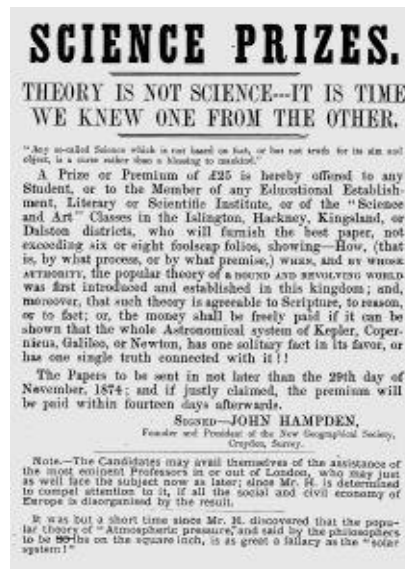 SCIENCE PRIZES.
THEORY IS NOT SCIENCE---IT IS TIME
WE KNEW ONE FROM THE OTHER.
"Any so-called Science which is not based on fact, or has not truth for its aim and
object, is a curse rather than a blessing to mankind."
A Prize or Premium of £25 is hereby offered to any
Student, or to the Member of any Educational Establish-
ment, Literary or Scientific Institute, or of the "Science
and Art" Classes in the Islington, Hackney, Kingsland, or
Dalston districts, who will furnish the best paper, not
exceeding six or eight foolscap folios, showing—How, (that
is, by what process, or by what premise,) WHEN, and BY WHOSE
AUTHORITY, the popular theory of A ROUND AND REVOLVING WORLD
was first introduced and established in this kingdom; and,
moreover, that such theory is agreeable to Scripture, to reason,
or to fact; or, the money shall be freely paid if it can be
shown that the whole Astronomical system of Kepler, Coper-
nicus, Galileo, or Newton, has one solitary fact in its favor, or
has one single truth connected with it!!
The Papers to be sent in not later than the 29th day of
November, 1874; and if justly claimed, the premium will
be paid within fourteen days afterwards.
SIGNED—JOHN HAMPDEN,
Founder and President of the New Geographical Society,
Croydon, Surrey.
Note.—The Candidates may avail themselves of the assistance of
the most eminent Professors in or out of London, who may just
as well face the subject now as later; since Mr. H. is determined
to compel attention to it, if all the social and civil economy of
Europe is disorganised by the result.
It was but a short time since Mr. H. discovered that the popu-
lar theory of "Atmospheric pressure," and said by the philosophers
to be lbs on the square inch, is as great a fallacy as the "solar
system!"